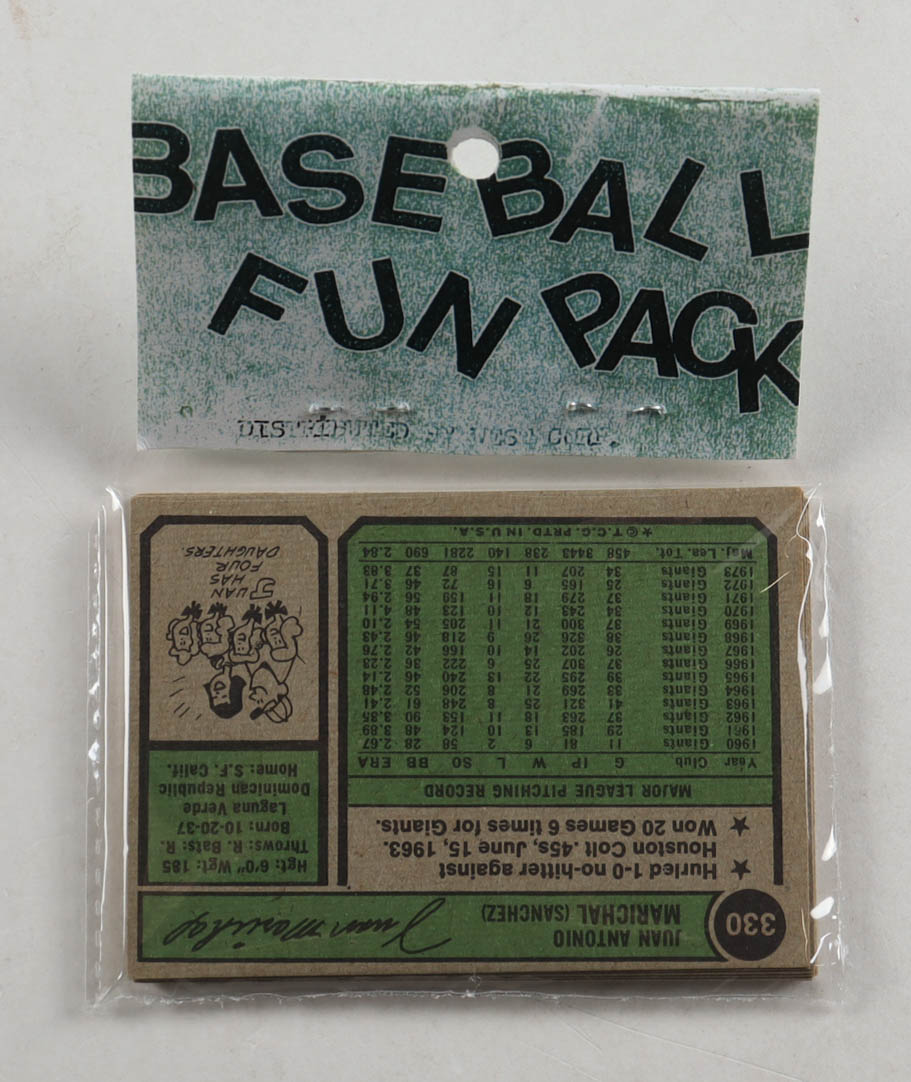 BASEBALL
FUN PACK
DISTRIBUTED BY
330
JUAN ANTONIO
MARICHAL (SANCHEZ)
Juan Marichal
★ Hurled 1-0 no-hitter against
Houston Colt .45s, June 15, 1963.
★ Won 20 Games 6 times for Giants.
Hgt: 6'0" Wgt: 185
Throws: R. Bats: R.
Born: 10-20-37
Laguna Verde
Dominican Republic
Home: S.F. Calif.
MAJOR LEAGUE PITCHING RECORD
Year Club G IP W L SO BB ERA
1960 Giants 11 81 6 2 58 28 2.67
1961 Giants 29 185 13 10 124 48 3.89
1962 Giants 37 263 18 11 153 90 3.35
1963 Giants 41 321 25 8 248 61 2.41
1964 Giants 33 269 21 8 206 52 2.48
1965 Giants 39 295 22 13 240 46 2.14
1966 Giants 37 307 25 6 222 36 2.23
1967 Giants 26 202 14 10 166 42 2.76
1968 Giants 38 326 26 9 218 46 2.43
1969 Giants 37 300 21 11 205 54 2.10
1970 Giants 34 243 12 10 123 48 4.11
1971 Giants 37 279 18 11 159 56 2.94
1972 Giants 25 165 6 16 72 46 3.71
1973 Giants 34 207 11 15 87 37 3.83
Maj. Lea. Tot. 458 3443 238 140 2281 690 2.84
★ © T.C.G. PRTD. IN U.S.A.
JUAN
HAS
FOUR
DAUGHTERS.